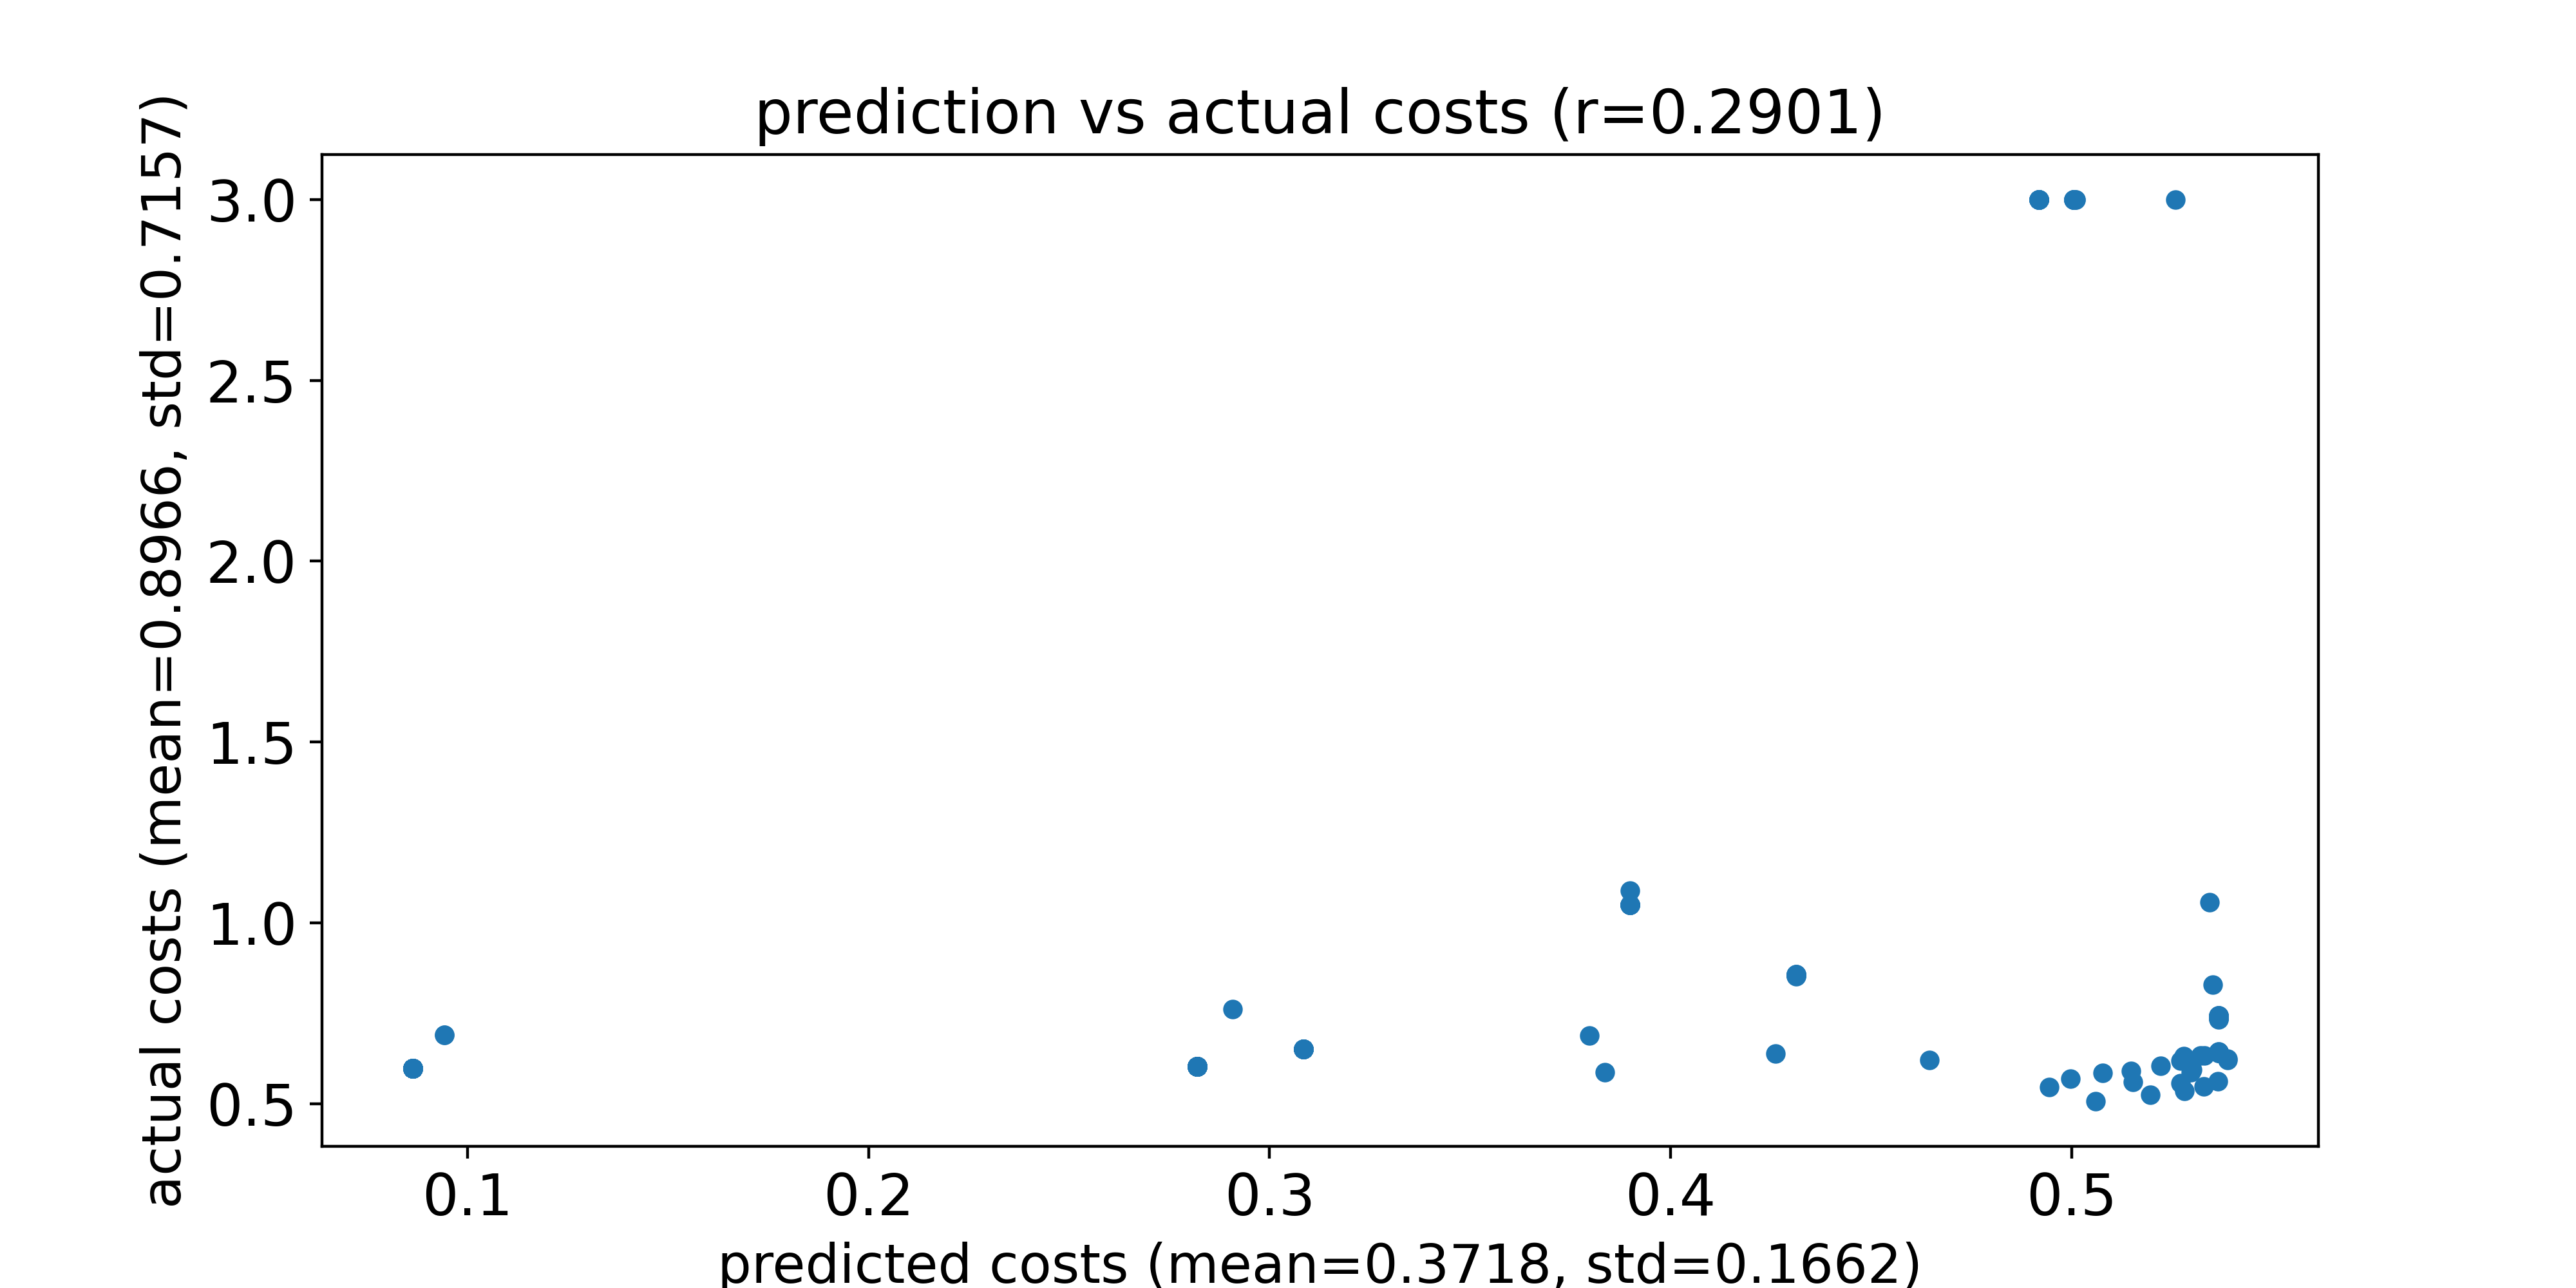 prediction vs actual costs (r=0.2901)
actual costs (mean=0.8966, std=0.7157)
3.0
2.5
2.0
1.5
1.0
0.5
0.1 0.2 0.3 0.4 0.5
predicted costs (mean=0.3718, std=0.1662)